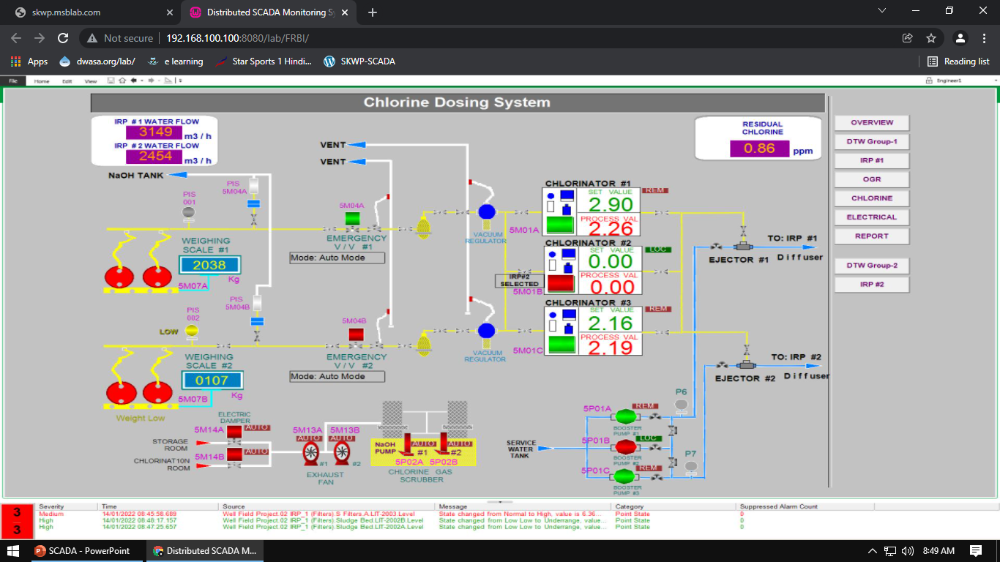 skwp.msblab.com
Distributed SCADA Monitoring S
Not secure
192.168.100.100:8080/lab/FRBI/
Apps
dwasa.org/lab/
e learning
Star Sports 1 Hindi...
SKWP-SCADA
Reading list
File
Home
Edit
View
Engineer1
Chlorine Dosing System
IRP # 1 WATER FLOW
3149 m3 / h
IRP # 2 WATER FLOW
2454 m3 / h
RESIDUAL
CHLORINE
0.86 ppm
VENT
VENT
NaOH TANK
PIS
5M04A
PIS
001
5M04A
EMERGENCY
V / V #1
Mode: Auto Mode
WEIGHING
SCALE #1
2038
Kg
5M07A
VACUUM
REGULATOR
CHLORINATOR #1
REM
SET VALUE
2.90
PROCESS VAL
2.26
5M01A
CHLORINATOR #2
LOC
SET VALUE
0.00
PROCESS VAL
0.00
IRP#2
SELECTED
5M01B
CHLORINATOR #3
REM
SET VALUE
2.16
PROCESS VAL
2.19
5M01C
TO: IRP #1
Diffuser
EJECTOR #1
OVERVIEW
DTW Group-1
IRP #1
OGR
CHLORINE
ELECTRICAL
REPORT
DTW Group-2
IRP #2
PIS
5M04B
PIS
002
LOW
5M04B
EMERGENCY
V / V #2
Mode: Auto Mode
WEIGHING
SCALE #2
0107
Kg
5M07B
Weight Low
VACUUM
REGULATOR
TO: IRP #2
Diffuser
EJECTOR #2
P6
P7
5P01A
REM
BOOSTER
PUMP #1
5P01B
LOC
BOOSTER
PUMP #2
5P01C
REM
BOOSTER
PUMP #3
SERVICE
WATER
TANK
ELECTRIC
DAMPER
5M14A
AUTO
STORAGE
ROOM
5M14B
AUTO
CHLORINAT10N
ROOM
5M13A
5M13B
AUTO
AUTO
#1
#2
EXHAUST
FAN
NaOH
PUMP
AUTO
AUTO
#1
#2
5P02A
5P02B
CHLORINE GAS
SCRUBBER
3
3
Severity Time Source Message Category Suppressed Alarm Count
Medium 14/01/2022 08:45:58.689 Well Field Project.02 IRP_1 (Filters).S Filters.A.LIT-2003.Level State changed from Normal to High, value is 6.36... Point State 0
High 14/01/2022 08:48:17.157 Well Field Project.02 IRP_1 (Filters).Sludge Bed.LIT-2002B.Level State changed from Low Low to Underrange, value... Point State 0
High 14/01/2022 08:47:25.657 Well Field Project.02 IRP_1 (Filters).Sludge Bed.LIT-2002A.Level State changed from Low Low to Underrange, value... Point State 0
SCADA - PowerPoint
Distributed SCADA M...
8:49 AM